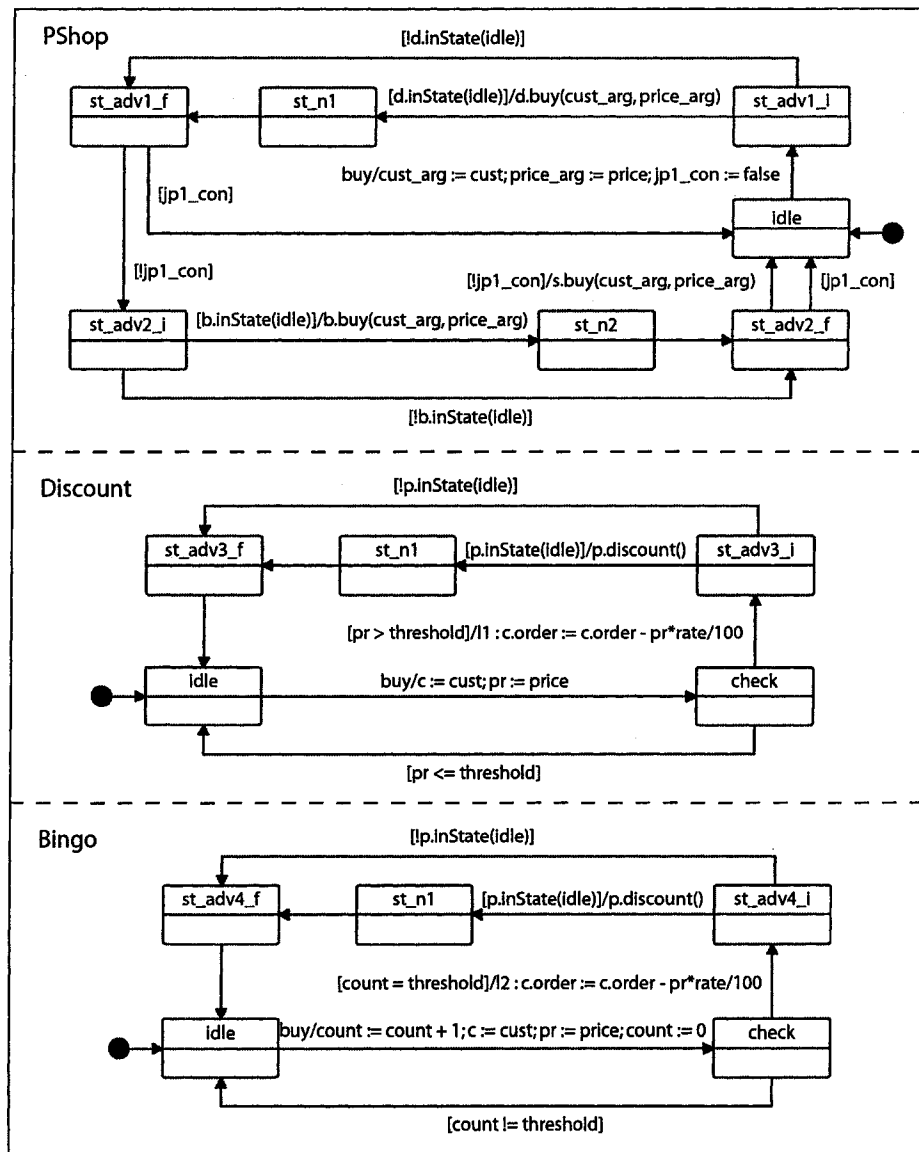 PShop
[!d.inState(idle)]
st_adv1_f
st_n1
[d.inState(idle)]/d.buy(cust_arg, price_arg)
st_adv1_i
buy/cust_arg := cust; price_arg := price; jp1_con := false
[jp1_con]
idle
[!jp1_con]
[!jp1_con]/s.buy(cust_arg, price_arg)
[jp1_con]
st_adv2_i
[b.inState(idle)]/b.buy(cust_arg, price_arg)
st_n2
st_adv2_f
[!b.inState(idle)]
Discount
[!p.inState(idle)]
st_adv3_f
st_n1
[p.inState(idle)]/p.discount()
st_adv3_i
[pr > threshold]/l1 : c.order := c.order - pr*rate/100
idle
buy/c := cust; pr := price
check
[pr <= threshold]
Bingo
[!p.inState(idle)]
st_adv4_f
st_n1
[p.inState(idle)]/p.discount()
st_adv4_i
[count = threshold]/l2 : c.order := c.order - pr*rate/100
idle
buy/count := count + 1; c := cust; pr := price; count := 0
check
[count != threshold]